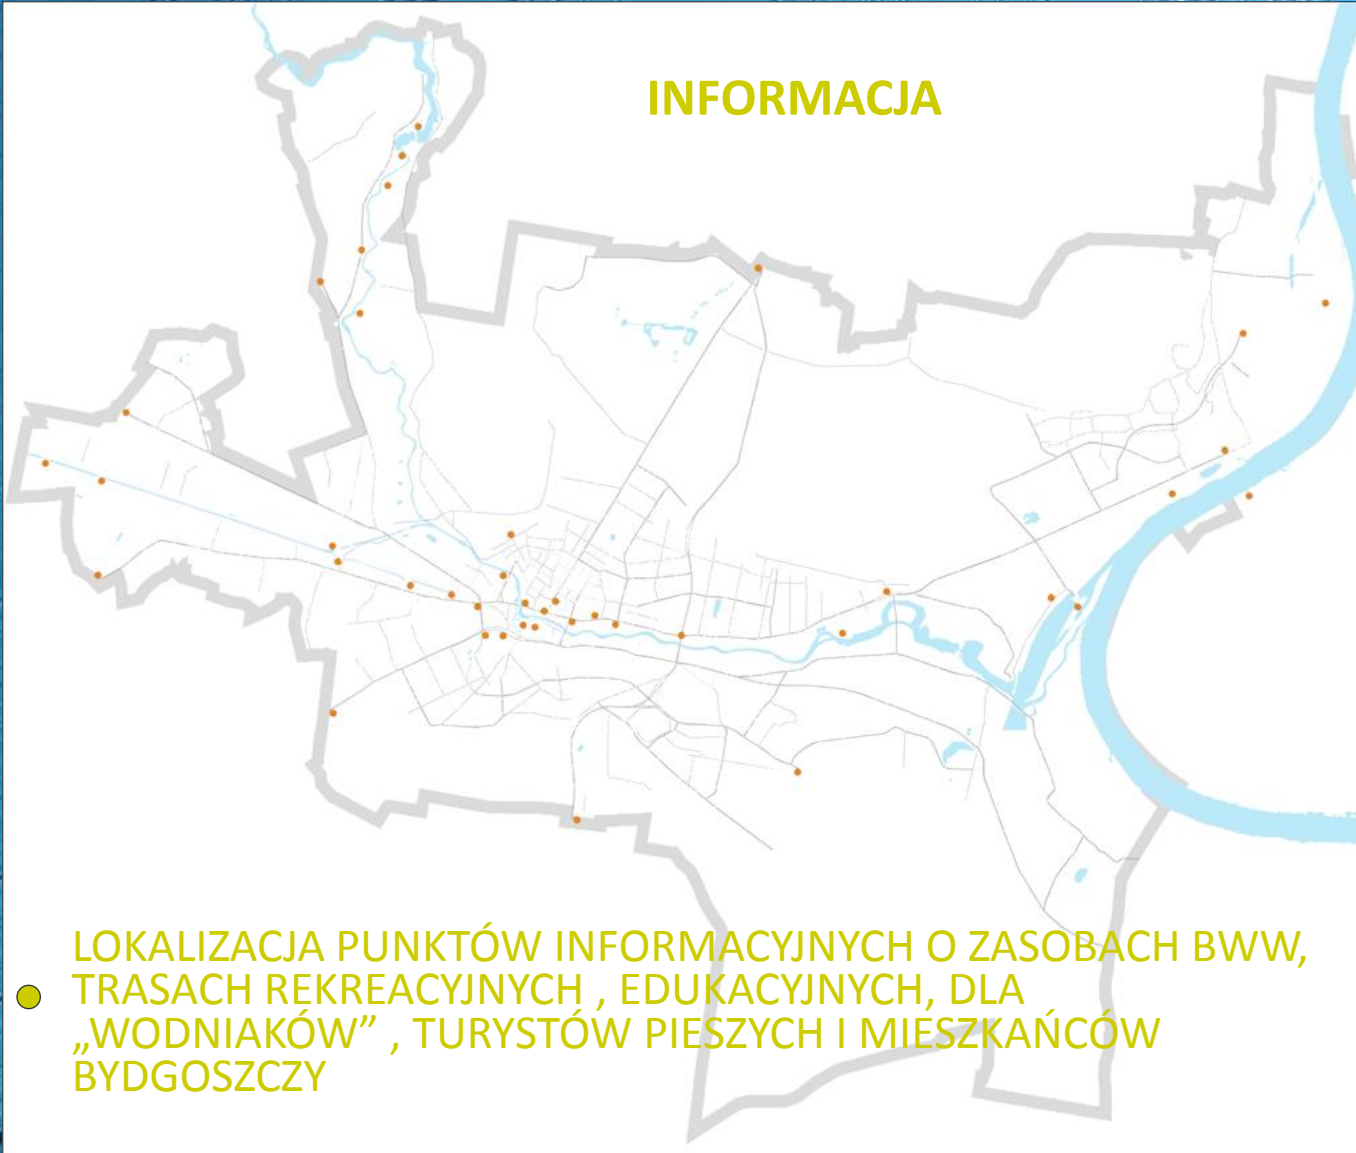 INFORMACJA
LOKALIZACJA PUNKTÓW INFORMACYJNYCH O ZASOBACH BWW,
TRASACH REKREACYJNYCH , EDUKACYJNYCH, DLA
„WODNIAKÓW” , TURYSTÓW PIESZYCH I MIESZKAŃCÓW
BYDGOSZCZY